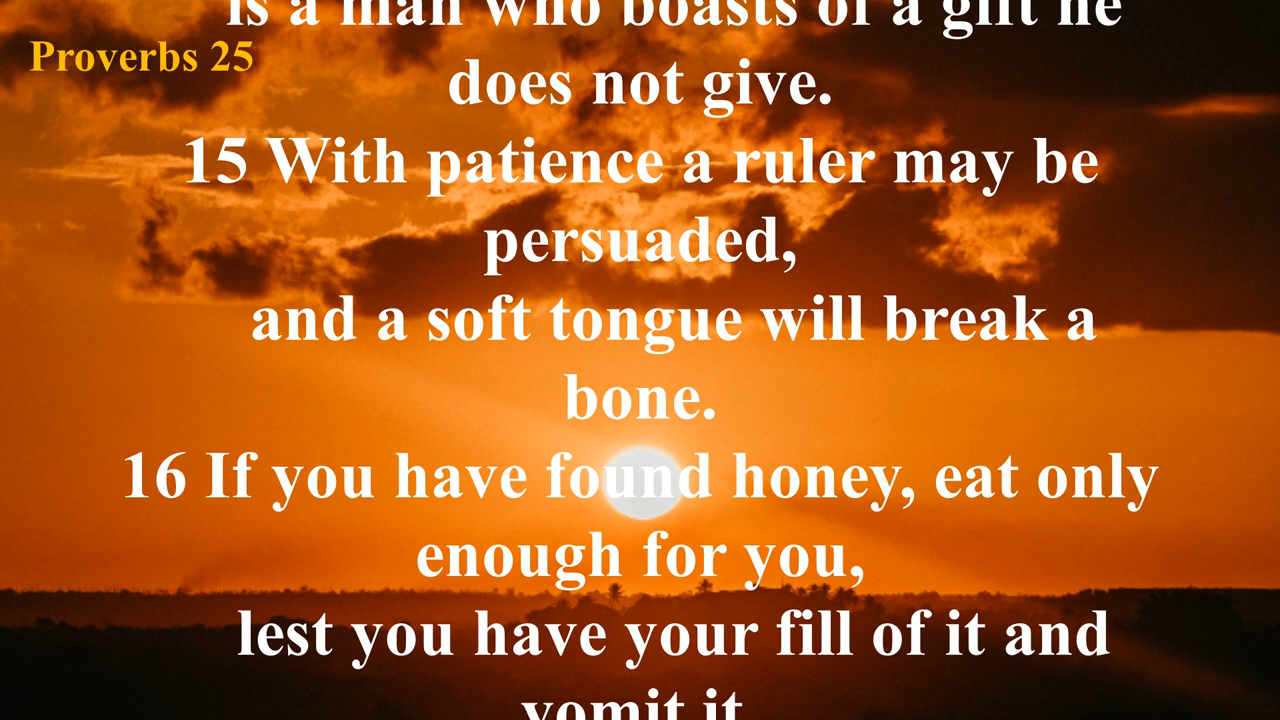 is a man who boasts of a gift he
Proverbs 25
does not give.
15 With patience a ruler may be
persuaded,
and a soft tongue will break a
bone.
16 If you have found honey, eat only
enough for you,
lest you have your fill of it and
vomit it